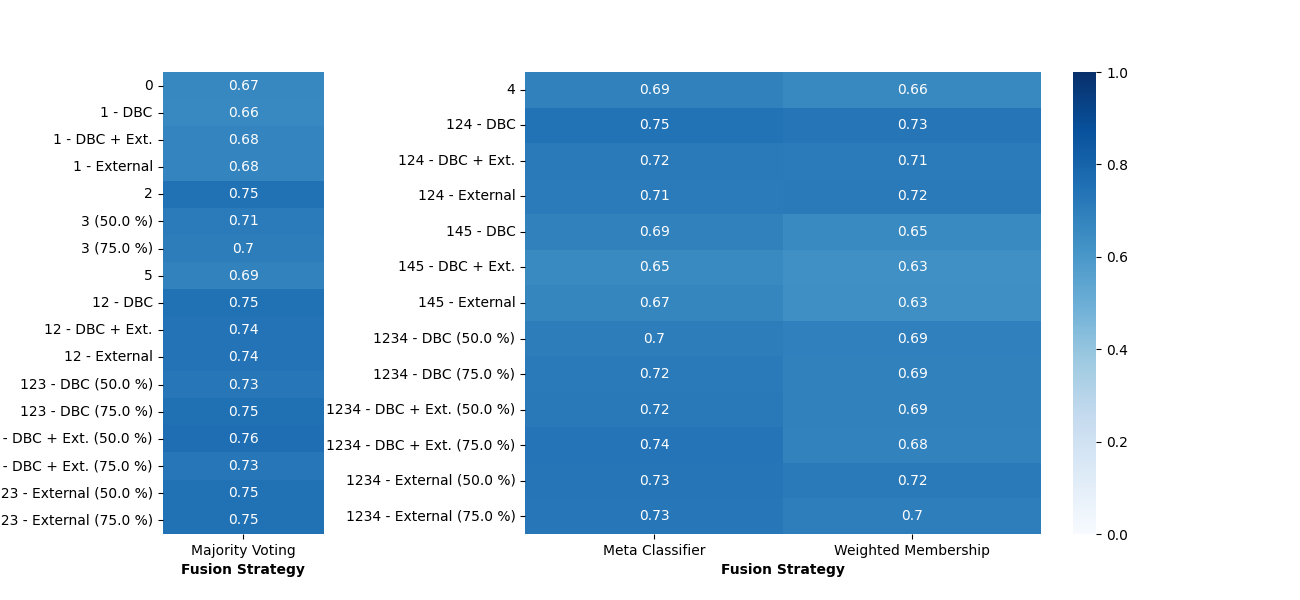 0 0.67
1 - DBC 0.66
1 - DBC + Ext. 0.68
1 - External 0.68
2 0.75
3 (50.0 %) 0.71
3 (75.0 %) 0.7
5 0.69
12 - DBC 0.75
12 - DBC + Ext. 0.74
12 - External 0.74
123 - DBC (50.0 %) 0.73
123 - DBC (75.0 %) 0.75
- DBC + Ext. (50.0 %) 0.76
- DBC + Ext. (75.0 %) 0.73
23 - External (50.0 %) 0.75
23 - External (75.0 %) 0.75
Majority Voting
Fusion Strategy
4 0.69 0.66
124 - DBC 0.75 0.73
124 - DBC + Ext. 0.72 0.71
124 - External 0.71 0.72
145 - DBC 0.69 0.65
145 - DBC + Ext. 0.65 0.63
145 - External 0.67 0.63
1234 - DBC (50.0 %) 0.7 0.69
1234 - DBC (75.0 %) 0.72 0.69
1234 - DBC + Ext. (50.0 %) 0.72 0.69
1234 - DBC + Ext. (75.0 %) 0.74 0.68
1234 - External (50.0 %) 0.73 0.72
1234 - External (75.0 %) 0.73 0.7
Meta Classifier Weighted Membership
Fusion Strategy
1.0
0.8
0.6
0.4
0.2
0.0